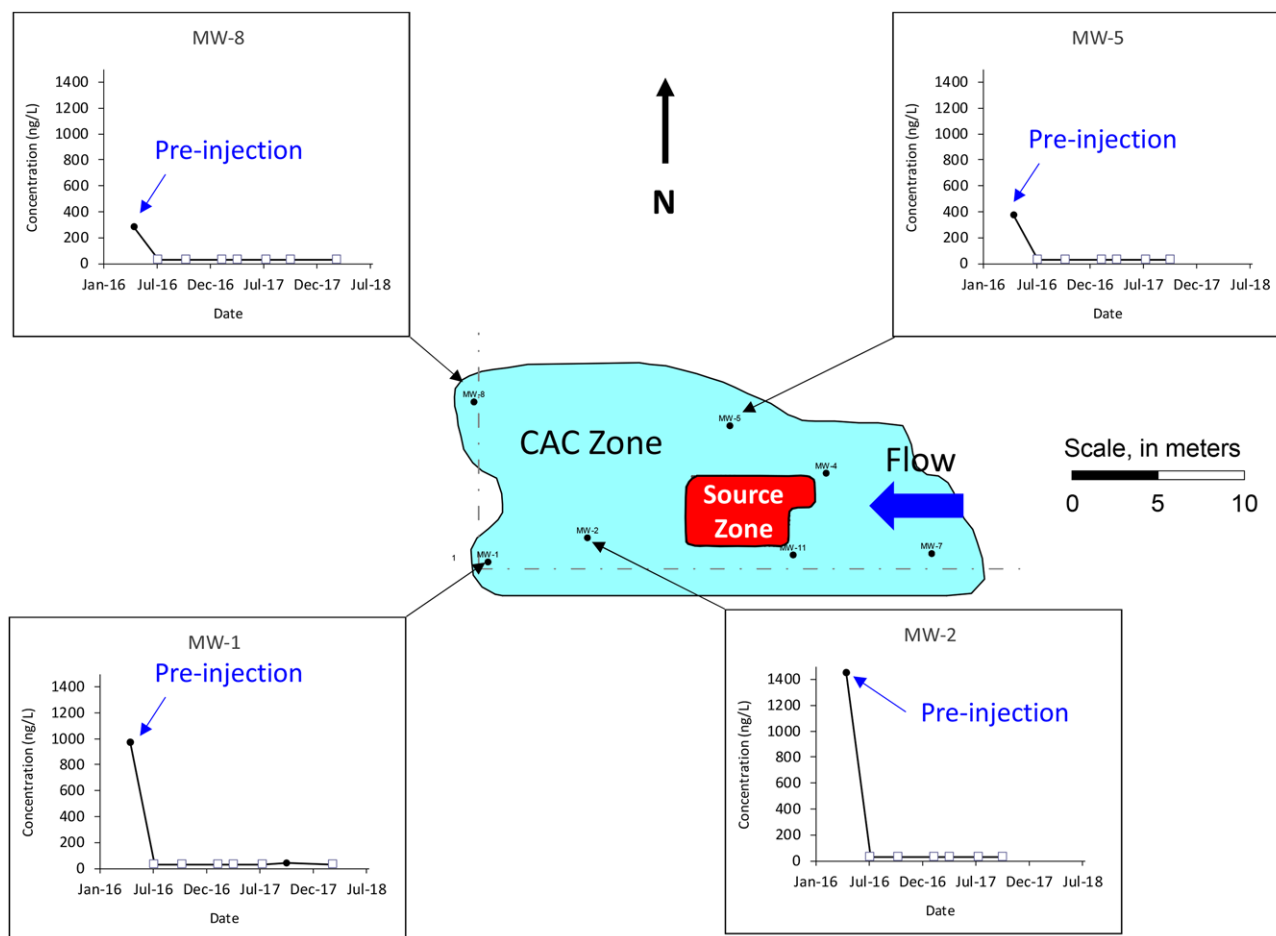 MW-8
1400
1200
1000
800
600
400
200
0
Concentration (ng/L)
Pre-injection
Jan-16 Jul-16 Dec-16 Jul-17 Dec-17 Jul-18
Date
N
MW-5
1400
1200
1000
800
600
400
200
0
Concentration (ng/L)
Pre-injection
Jan-16 Jul-16 Dec-16 Jul-17 Dec-17 Jul-18
Date
MW-8
MW-5
CAC Zone
MW-4
Flow
Source
Zone
MW-2
MW-11
MW-7
1
MW-1
Scale, in meters
0 5 10
MW-1
1400
1200
1000
800
600
400
200
0
Concentration (ng/L)
Pre-injection
Jan-16 Jul-16 Dec-16 Jul-17 Dec-17 Jul-18
Date
MW-2
1400
1200
1000
800
600
400
200
0
Concentration (ng/L)
Pre-injection
Jan-16 Jul-16 Dec-16 Jul-17 Dec-17 Jul-18
Date